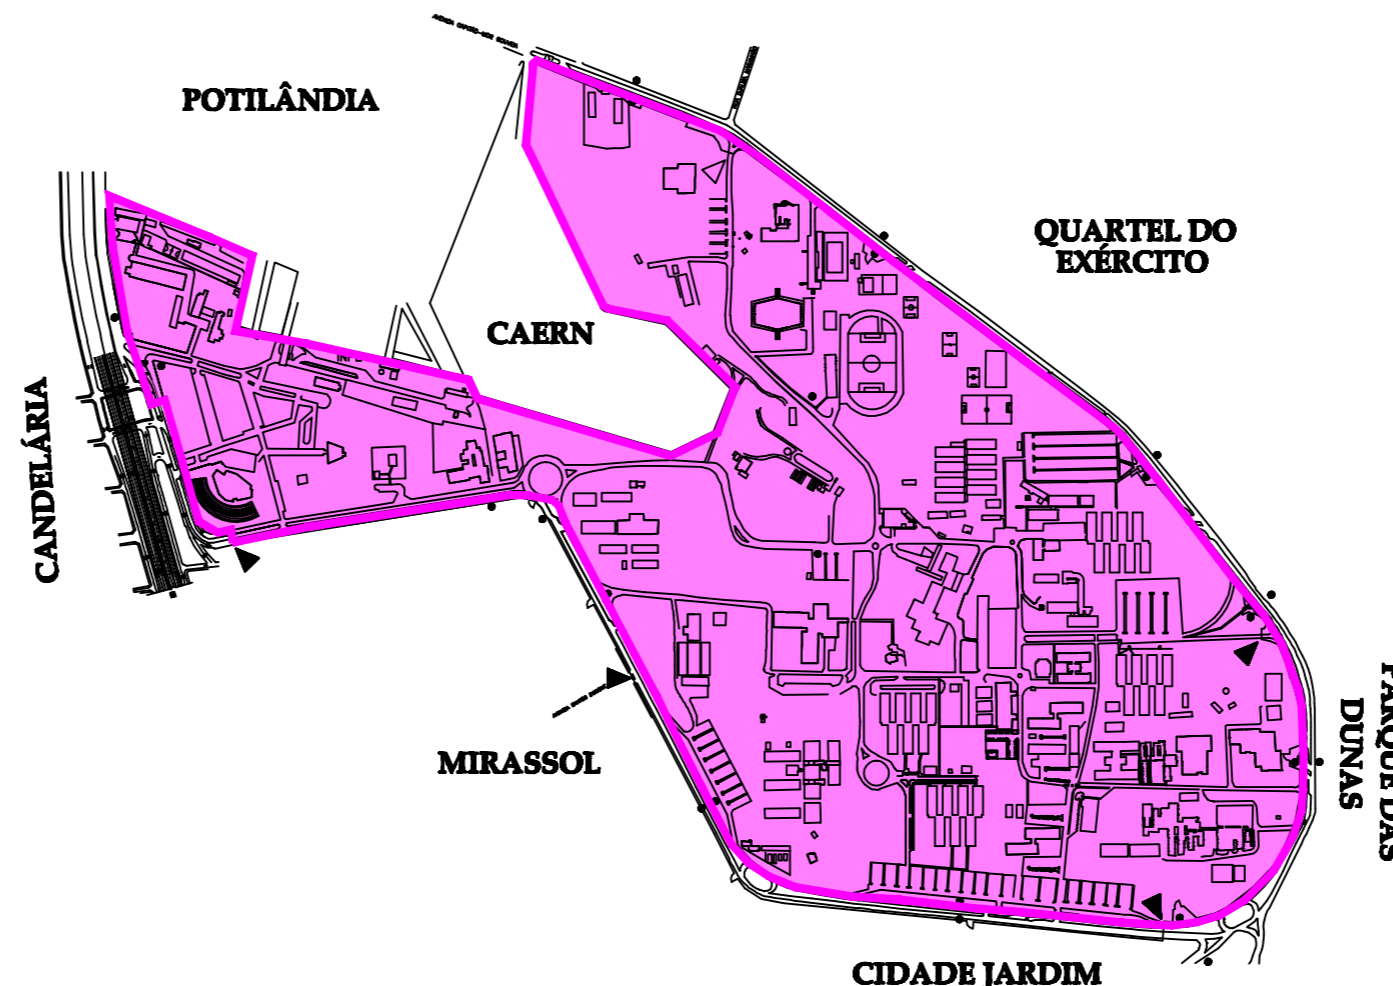 POTILÂNDIA
QUARTEL DO
EXÉRCITO
CAERN
CANDELÁRIA
PARQUE DAS
DUNAS
MIRASSOL
CIDADE JARDIM